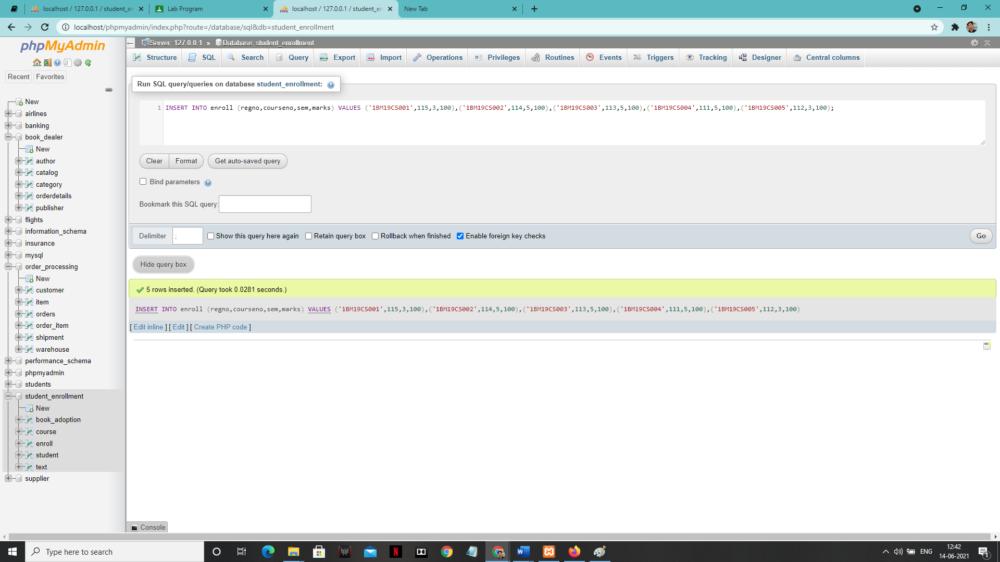 localhost / 127.0.0.1 / student_en
Lab Program
localhost / 127.0.0.1 / student_en
New Tab
localhost/phpmyadmin/index.php?route=/database/sql&db=student_enrollment
phpMyAdmin
Recent
Favorites
New
airlines
banking
book_dealer
New
author
catalog
category
orderdetails
publisher
flights
information_schema
insurance
mysql
order_processing
New
customer
item
orders
order_item
shipment
warehouse
performance_schema
phpmyadmin
students
student_enrollment
New
book_adoption
course
enroll
student
text
supplier
Server: 127.0.0.1 » Database: student_enrollment
Structure SQL Search Query Export Import Operations Privileges Routines Events Triggers Tracking Designer Central columns
Run SQL query/queries on database student_enrollment:
1 INSERT INTO enroll (regno,courseno,sem,marks) VALUES ('1BM19CS001',115,3,100),('1BM19CS002',114,5,100),('1BM19CS003',113,5,100),('1BM19CS004',111,5,100),('1BM19CS005',112,3,100);
Clear Format Get auto-saved query
Bind parameters
Bookmark this SQL query:
Delimiter ; Show this query here again Retain query box Rollback when finished Enable foreign key checks Go
Hide query box
5 rows inserted. (Query took 0.0281 seconds.)
INSERT INTO enroll (regno,courseno,sem,marks) VALUES ('1BM19CS001',115,3,100),('1BM19CS002',114,5,100),('1BM19CS003',113,5,100),('1BM19CS004',111,5,100),('1BM19CS005',112,3,100)
[ Edit inline ] [ Edit ] [ Create PHP code ]
Console
Type here to search
ENG
12:42
14-06-2021
1